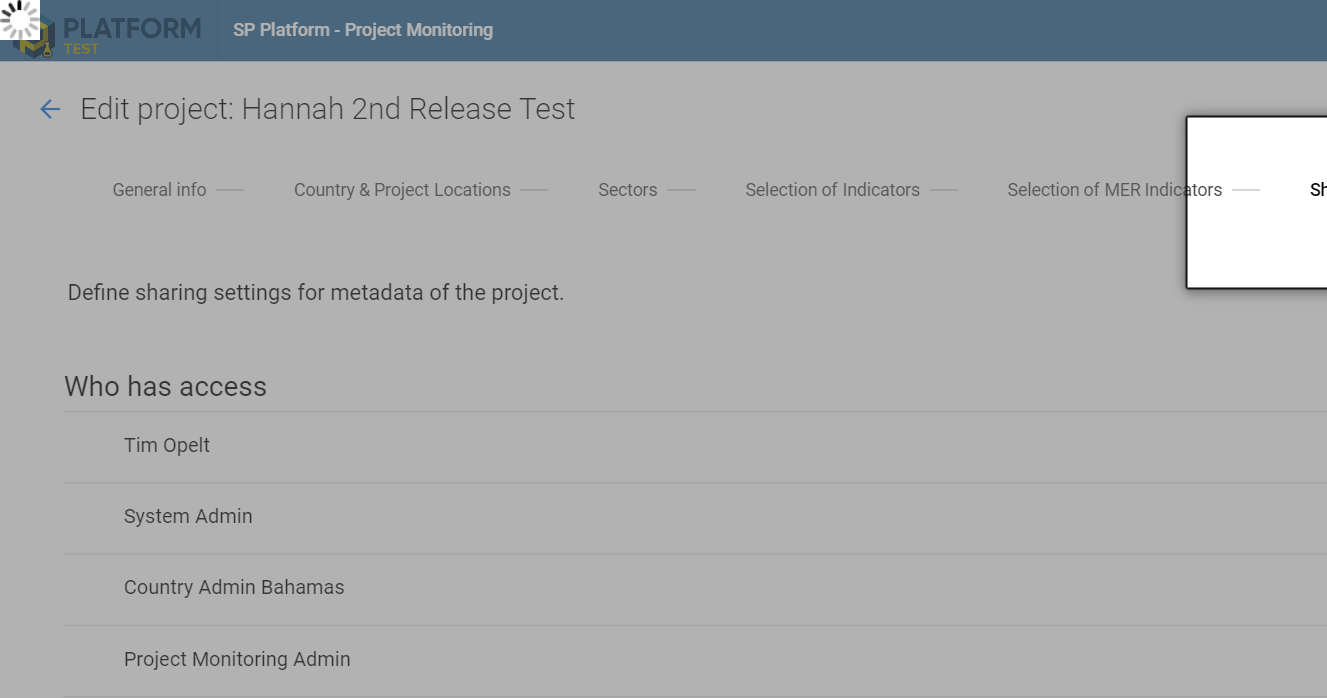 PLATFORM
TEST
SP Platform - Project Monitoring
Edit project: Hannah 2nd Release Test
General info
Country & Project Locations
Sectors
Selection of Indicators
Selection of MER Indicators
Sh
Define sharing settings for metadata of the project.
Who has access
Tim Opelt
System Admin
Country Admin Bahamas
Project Monitoring Admin